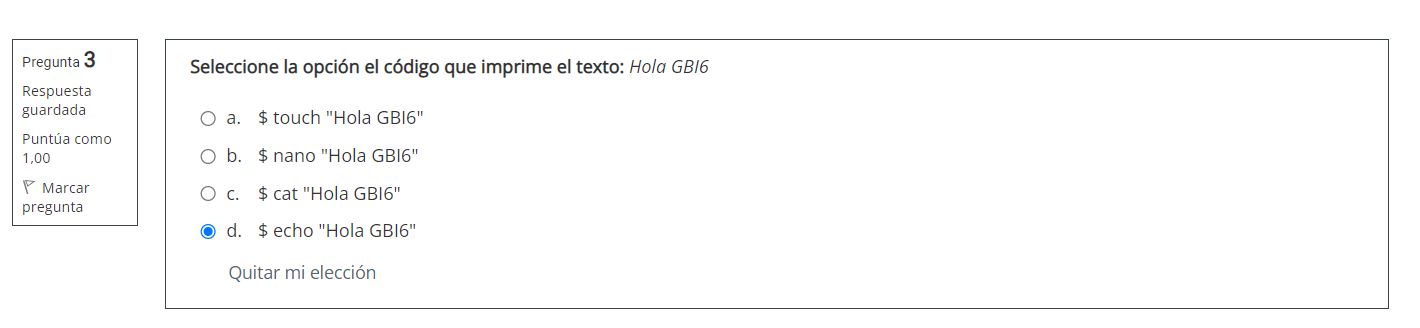 Pregunta 3
Respuesta
guardada
Puntúa como
1,00
Marcar
pregunta
Seleccione la opción el código que imprime el texto: Hola GBI6
a. $ touch "Hola GBI6"
b. $ nano "Hola GBI6"
c. $ cat "Hola GBI6"
d. $ echo "Hola GBI6"
Quitar mi elección